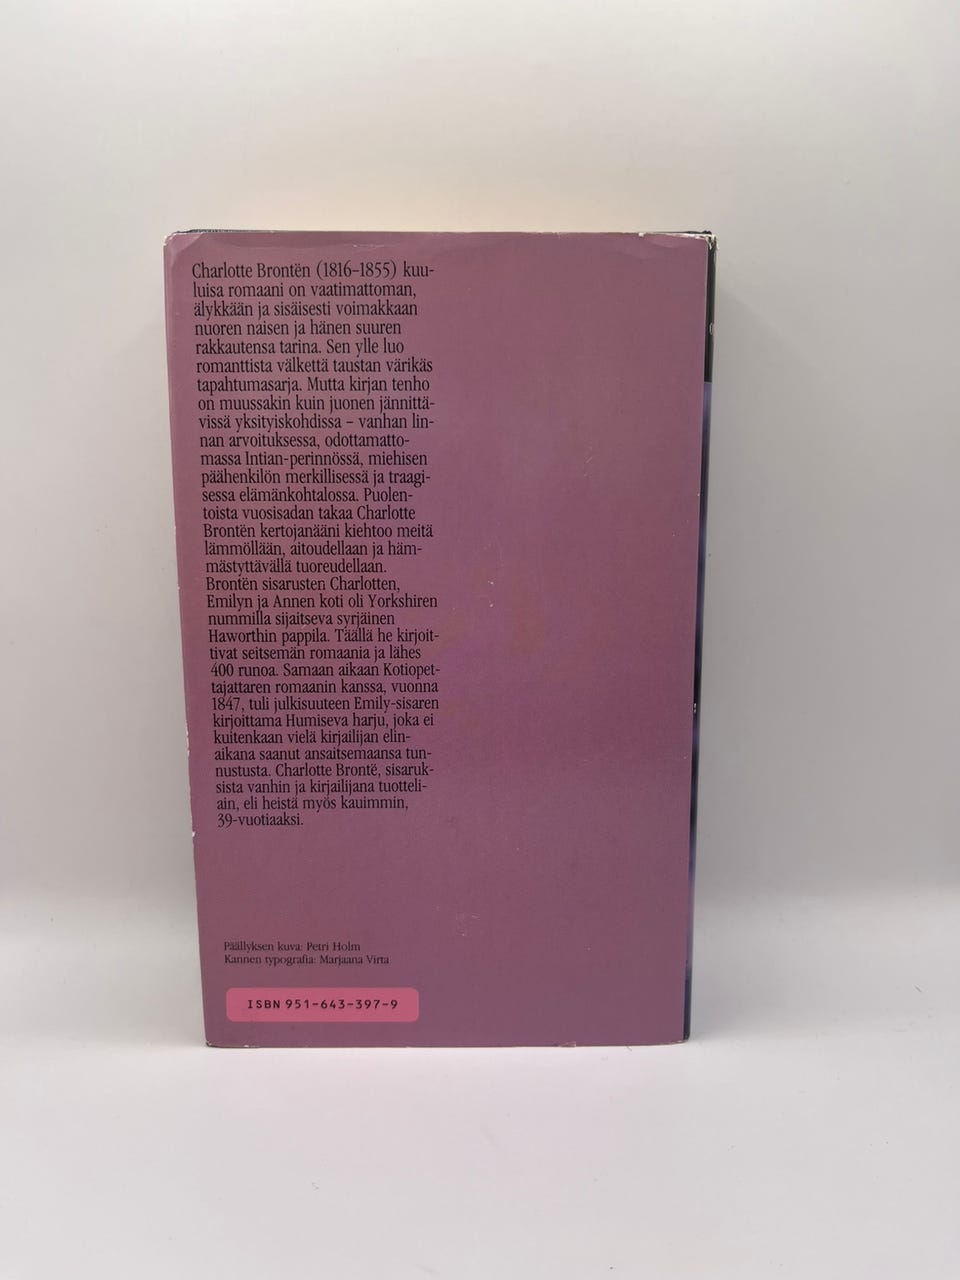 Charlotte Brontën (1816–1855) kuu-
luisa romaani on vaatimattoman,
älykkään ja sisäisesti voimakkaan
nuoren naisen ja hänen suuren
rakkautensa tarina. Sen ylle luo
romanttista välkettä taustan värikäs
tapahtumasarja. Mutta kirjan tenho
on muussakin kuin juonen jännittä-
vissä yksityiskohdissa – vanhan lin-
nan arvoituksessa, odottamatto-
massa Intian-perinnössä, miehisen
päähenkilön merkillisessä ja traagi-
sessa elämänkohtalossa. Puolen-
toista vuosisadan takaa Charlotte
Brontën kertojanääni kiehtoo meitä
lämmöllään, aitoudellaan ja häm-
mästyttävällä tuoreudellaan.
Brontën sisarusten Charlotten,
Emilyn ja Annen koti oli Yorkshiren
nummilla sijaitseva syrjäinen
Haworthin pappila. Täällä he kirjoit-
tivat seitsemän romaania ja lähes
400 runoa. Samaan aikaan Kotiopet-
tajattaren romaanin kanssa, vuonna
1847, tuli julkisuuteen Emily-sisaren
kirjoittama Humiseva harju, joka ei
kuitenkaan vielä kirjailijan elin-
aikana saanut ansaitsemaansa tun-
nustusta. Charlotte Brontë, sisaruk-
sista vanhin ja kirjailijana tuotteli-
ain, eli heistä myös kauimmin,
39-vuotiaaksi.
Päällyksen kuva: Petri Holm
Kannen typografia: Marjaana Virta
ISBN 951-643-397-9